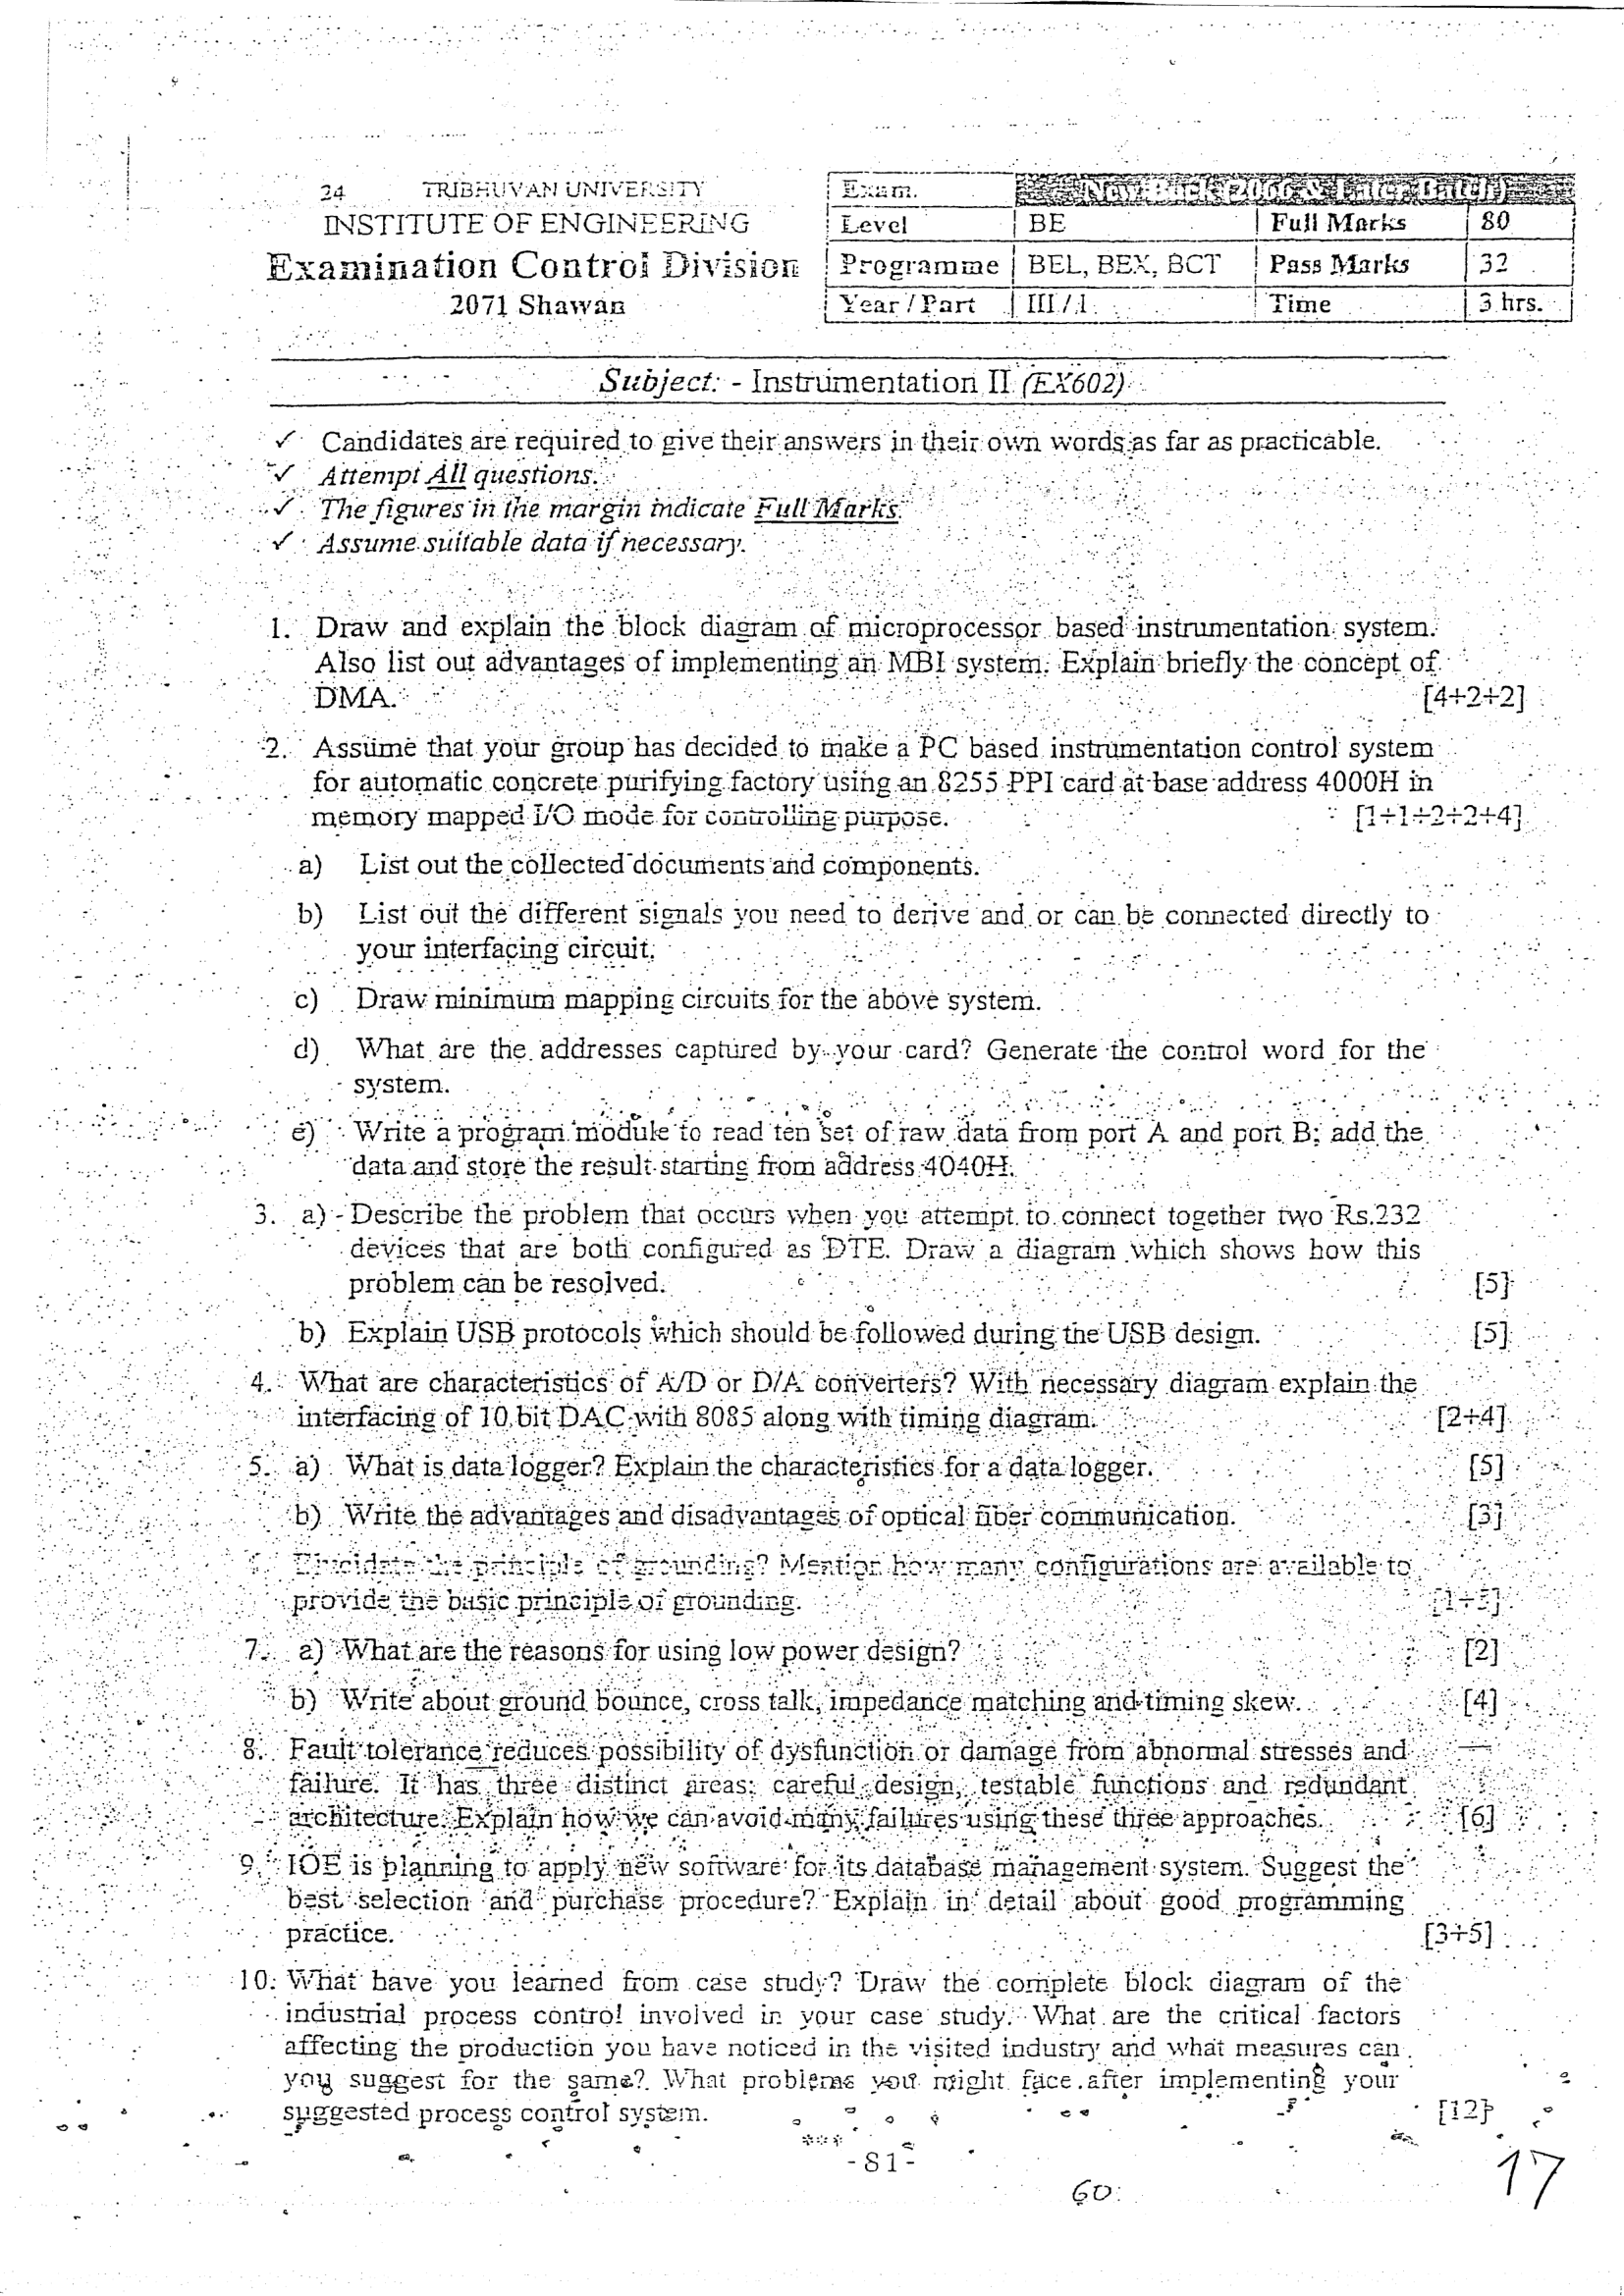 24 TRIBHUVAN UNIVERSITY
INSTITUTE OF ENGINEERING
Examination Control Division
2071 Shawan
Exam. New Back (2066 & Later Batch)
Level BE Full Marks 80
Programme BEL, BEX, BCT Pass Marks 32
Year / Part III / I Time 3 hrs.
Subject: - Instrumentation II (EX602)
✓ Candidates are required to give their answers in their own words as far as practicable.
✓ Attempt All questions.
✓ The figures in the margin indicate Full Marks.
✓ Assume suitable data if necessary.
1. Draw and explain the block diagram of microprocessor based instrumentation system.
Also list out advantages of implementing an MBI system. Explain briefly the concept of
DMA. [4+2+2]
2. Assume that your group has decided to make a PC based instrumentation control system
for automatic concrete purifying factory using an 8255 PPI card at base address 4000H in
memory mapped I/O mode for controlling purpose. [1+1+2+2+4]
a) List out the collected documents and components.
b) List out the different signals you need to derive and or can be connected directly to
your interfacing circuit.
c) Draw minimum mapping circuits for the above system.
d) What are the addresses captured by your card? Generate the control word for the
system.
e) Write a program module to read ten set of raw data from port A and port B; add the
data and store the result starting from address 4040H.
3. a) Describe the problem that occurs when you attempt to connect together two Rs.232
devices that are both configured as DTE. Draw a diagram which shows how this
problem can be resolved. [5]
b) Explain USB protocols which should be followed during the USB design. [5]
4. What are characteristics of A/D or D/A converters? With necessary diagram explain the
interfacing of 10 bit DAC with 8085 along with timing diagram. [2+4]
5. a) What is data logger? Explain the characteristics for a data logger. [5]
b) Write the advantages and disadvantages of optical fiber communication. [3]
Elucidate the principle of grounding? Mention how many configurations are available to
provide the basic principle of grounding.
7. a) What are the reasons for using low power design? [2]
b) Write about ground bounce, cross talk, impedance matching and timing skew. [4]
8. Fault tolerance reduces possibility of dysfunction or damage from abnormal stresses and
failure. It has three distinct areas: careful design, testable functions and redundant
architecture. Explain how we can avoid many failures using these three approaches. [6]
9. IOE is planning to apply new software for its database management system. Suggest the
best selection and purchase procedure? Explain in detail about good programming
practice. [3+5]
10. What have you learned from case study? Draw the complete block diagram of the
industrial process control involved in your case study. What are the critical factors
affecting the production you have noticed in the visited industry and what measures can
you suggest for the same? What problems you might face after implementing your
suggested process control system. [12]
***
-81-
60
17